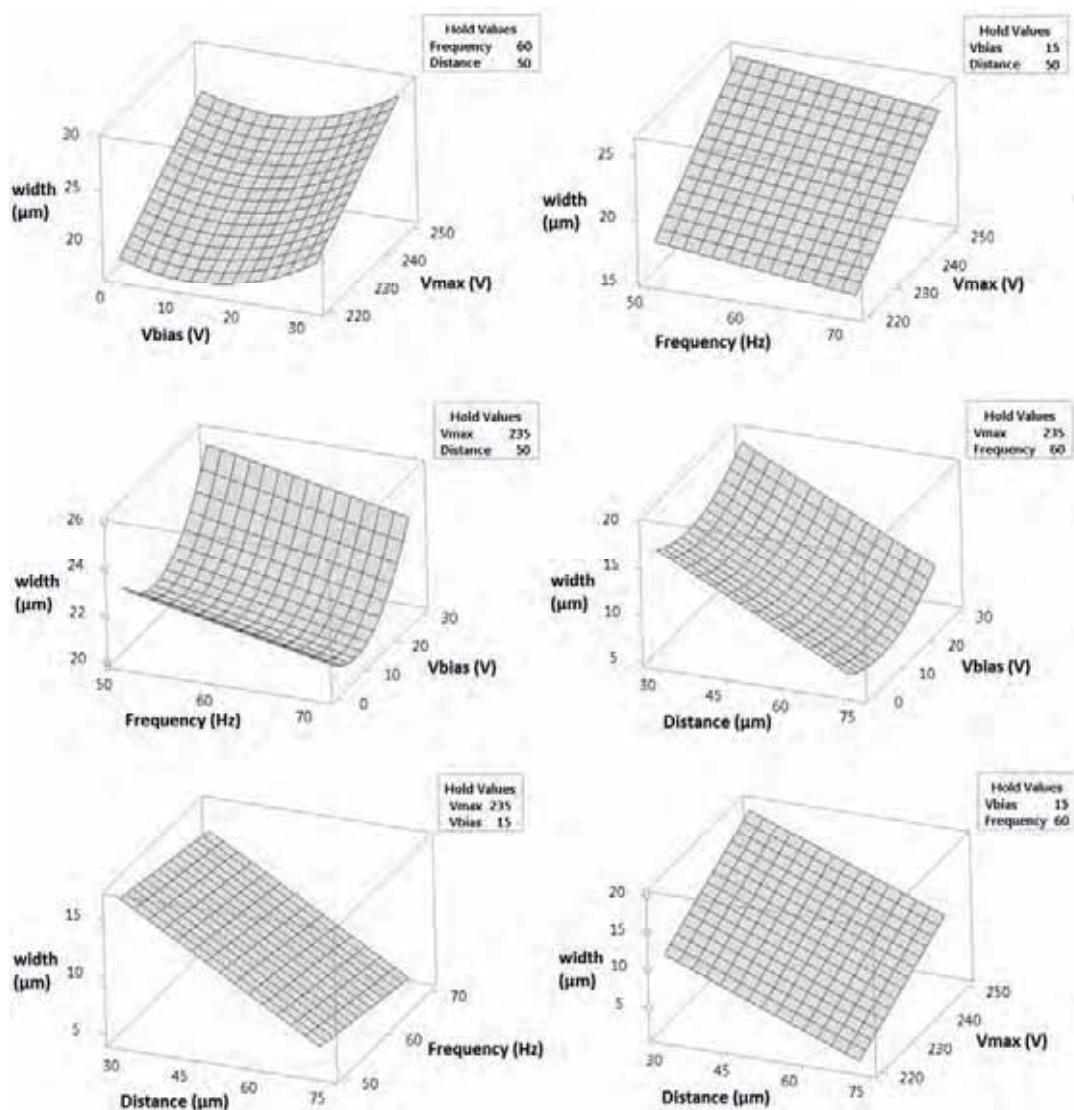 Hold Values
Frequency 60
Distance 50
30
25
20
width
(μm)
0
10
20
30
Vbias (V)
220
230
240
250
Vmax (V)
Hold Values
Vbias 15
Distance 50
25
20
15
width
(μm)
50
60
70
Frequency (Hz)
220
230
240
250
Vmax (V)
Hold Values
Vmax 235
Distance 50
26
24
22
20
width
(μm)
50
60
70
Frequency (Hz)
0
10
20
30
Vbias (V)
Hold Values
Vmax 235
Frequency 60
20
15
10
5
width
(μm)
30
45
60
75
Distance (μm)
0
10
20
30
Vbias (V)
Hold Values
Vmax 235
Vbias 15
15
10
5
width
(μm)
30
45
60
75
Distance (μm)
50
60
70
Frequency (Hz)
Hold Values
Vbias 15
Frequency 60
20
15
10
5
width
(μm)
30
45
60
75
Distance (μm)
220
230
240
250
Vmax (V)